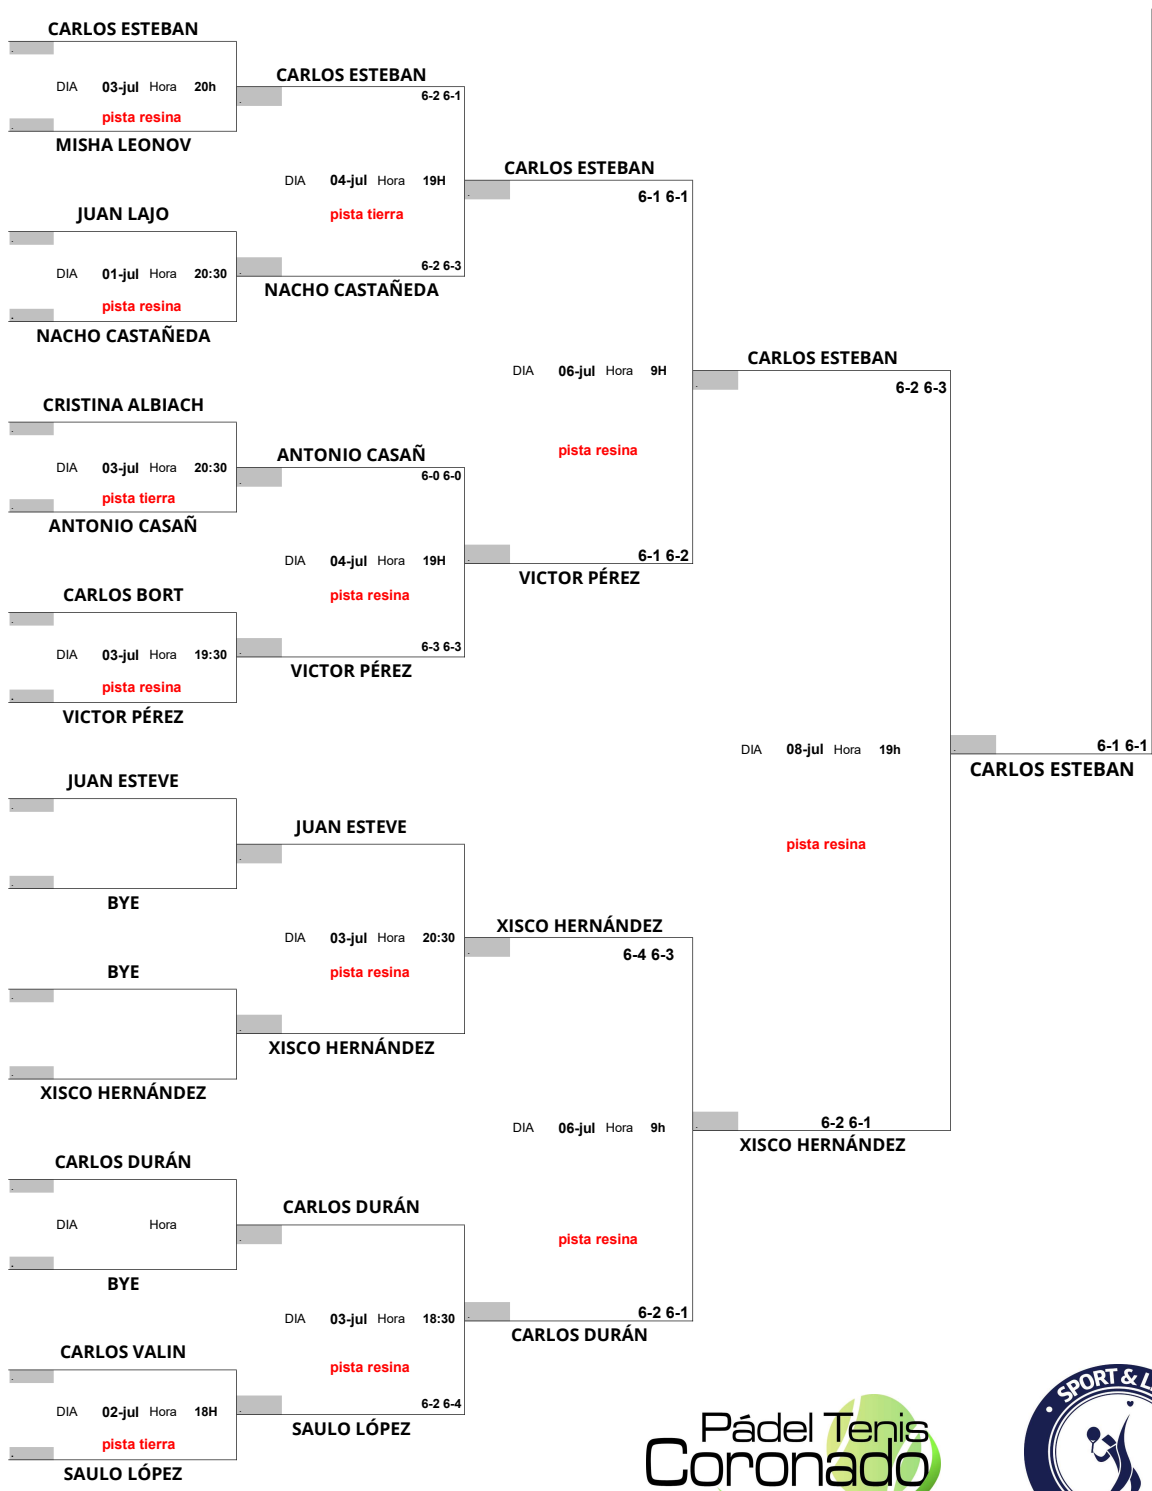 CARLOS ESTEBAN
DIA 03-jul Hora 20h
pista resina
MISHA LEONOV
CARLOS ESTEBAN
6-2 6-1
DIA 04-jul Hora 19H
pista tierra
JUAN LAJO
DIA 01-jul Hora 20:30
pista resina
NACHO CASTAÑEDA
6-2 6-3
NACHO CASTAÑEDA
CARLOS ESTEBAN
6-1 6-1
DIA 06-jul Hora 9H
pista resina
CRISTINA ALBIACH
DIA 03-jul Hora 20:30
pista tierra
ANTONIO CASAÑ
ANTONIO CASAÑ
6-0 6-0
DIA 04-jul Hora 19H
pista resina
CARLOS BORT
DIA 03-jul Hora 19:30
pista resina
VICTOR PÉREZ
6-3 6-3
VICTOR PÉREZ
6-1 6-2
VICTOR PÉREZ
CARLOS ESTEBAN
6-2 6-3
DIA 08-jul Hora 19h
pista resina
6-1 6-1
CARLOS ESTEBAN
JUAN ESTEVE
BYE
JUAN ESTEVE
DIA 03-jul Hora 20:30
pista resina
BYE
XISCO HERNÁNDEZ
XISCO HERNÁNDEZ
XISCO HERNÁNDEZ
6-4 6-3
DIA 06-jul Hora 9h
pista resina
6-2 6-1
XISCO HERNÁNDEZ
CARLOS DURÁN
DIA Hora
BYE
CARLOS DURÁN
DIA 03-jul Hora 18:30
pista resina
6-2 6-1
CARLOS DURÁN
CARLOS VALIN
DIA 02-jul Hora 18H
pista tierra
SAULO LÓPEZ
6-2 6-4
SAULO LÓPEZ
Pádel Tenis
Coronado
SPORT & L